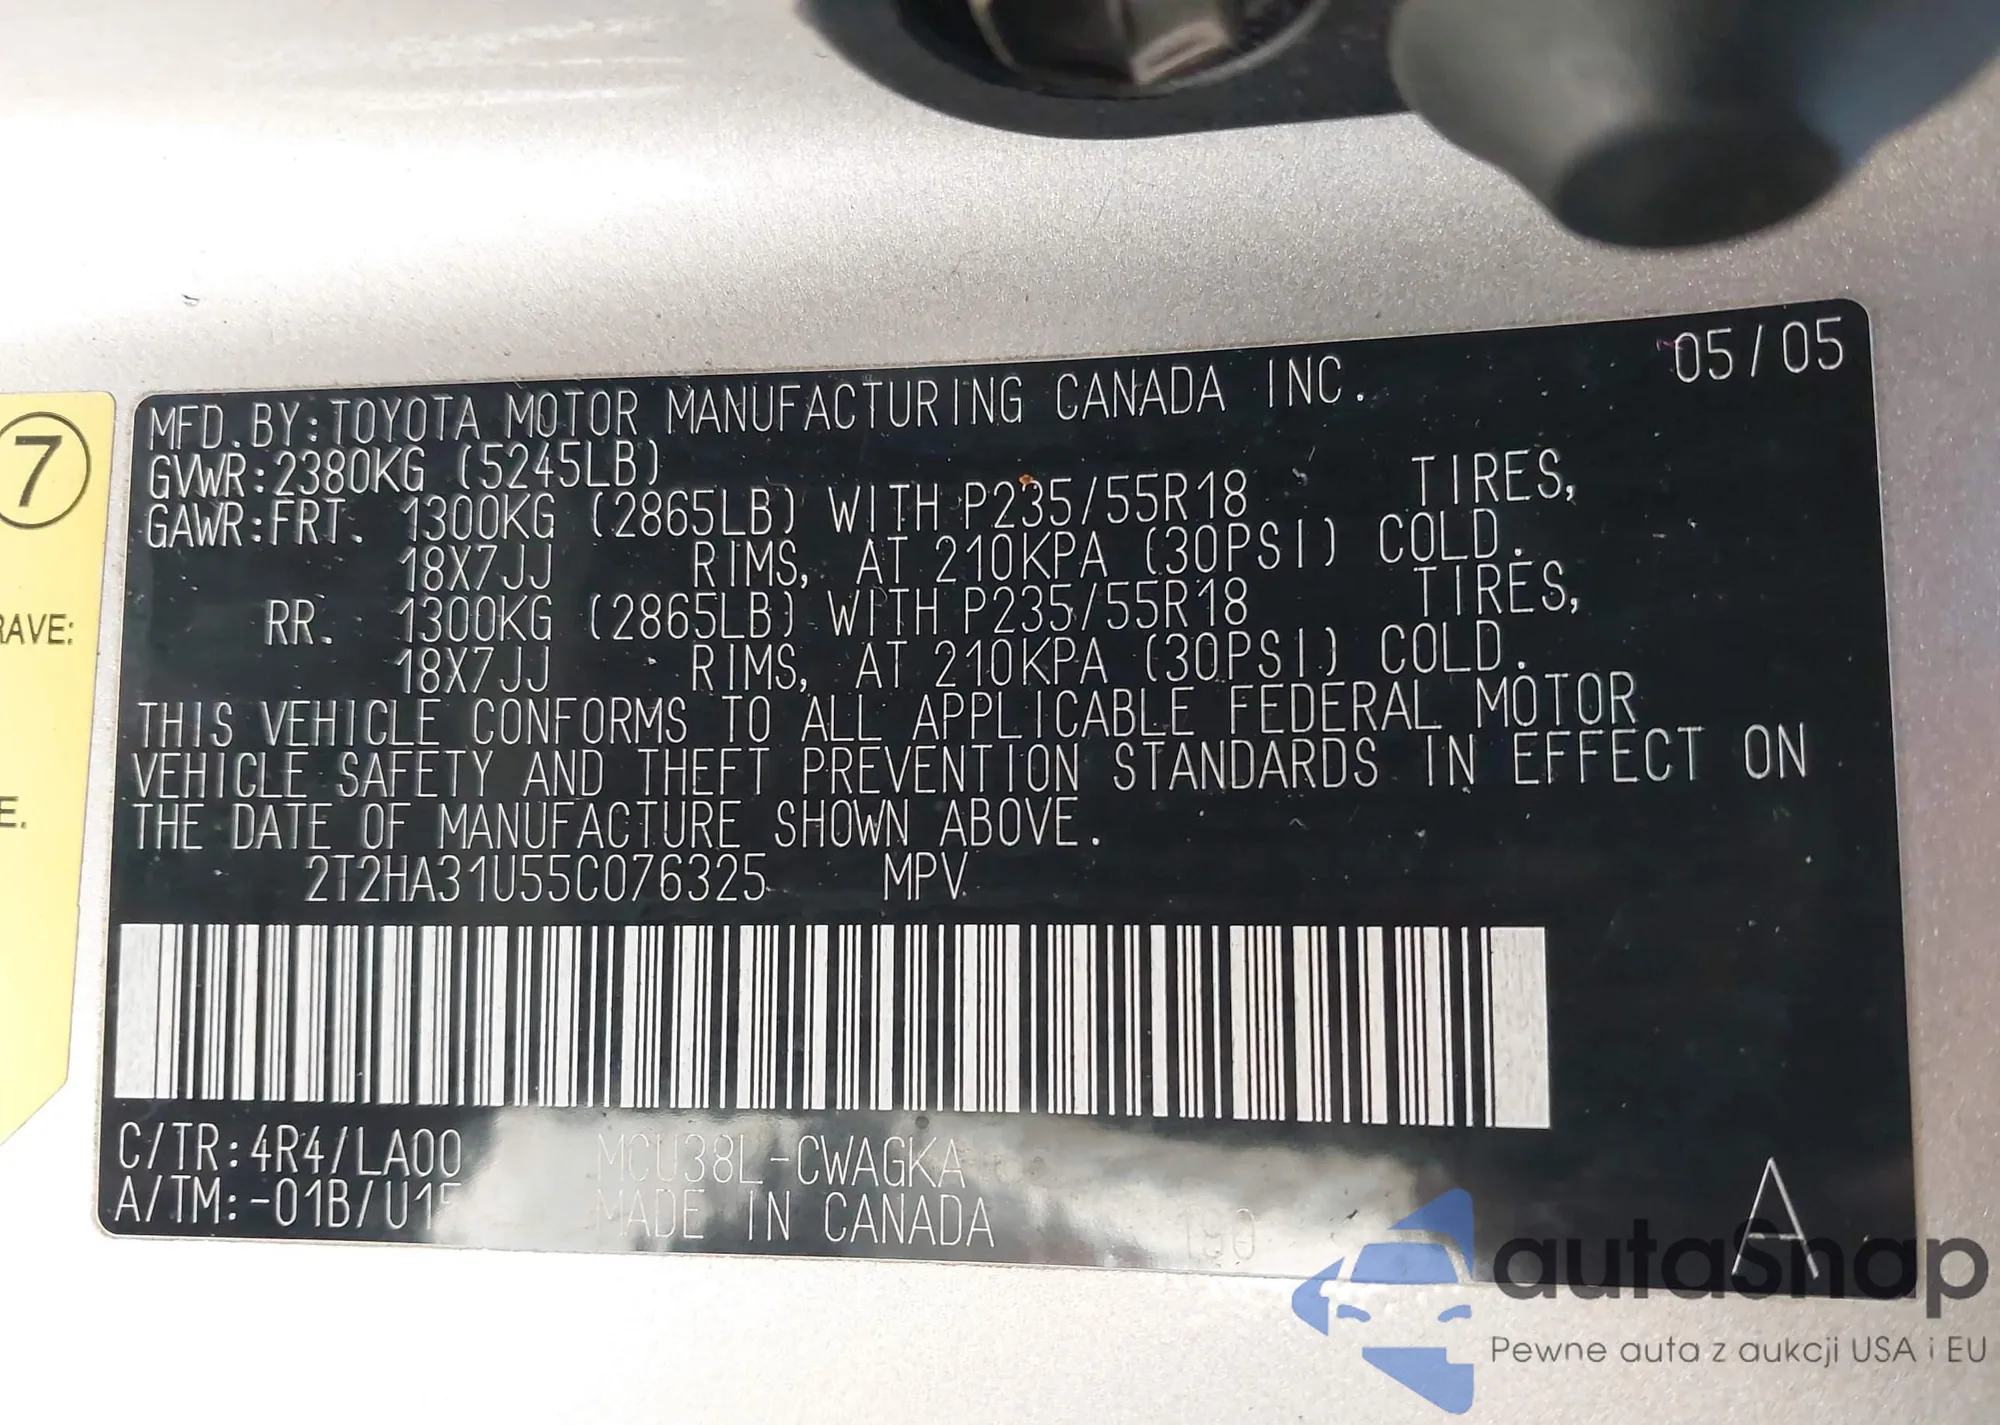 05/05
MFD.BY:TOYOTA MOTOR MANUFACTURING CANADA INC.
GVWR:2380KG (5245LB)
GAWR:FRT. 1300KG (2865LB) WITH P235/55R18 TIRES,
18X7JJ RIMS, AT 210KPA (30PSI) COLD.
RR. 1300KG (2865LB) WITH P235/55R18 TIRES,
18X7JJ RIMS, AT 210KPA (30PSI) COLD.
THIS VEHICLE CONFORMS TO ALL APPLICABLE FEDERAL MOTOR
VEHICLE SAFETY AND THEFT PREVENTION STANDARDS IN EFFECT ON
THE DATE OF MANUFACTURE SHOWN ABOVE.
2T2HA31U55C076325 MPV
C/TR:4R4/LA00 MCU38L-CWAGKA
A/TM:-01B/U15 MADE IN CANADA
A
7
RAVE:
E.
autoSnap
Pewne auta z aukcji USA i EU